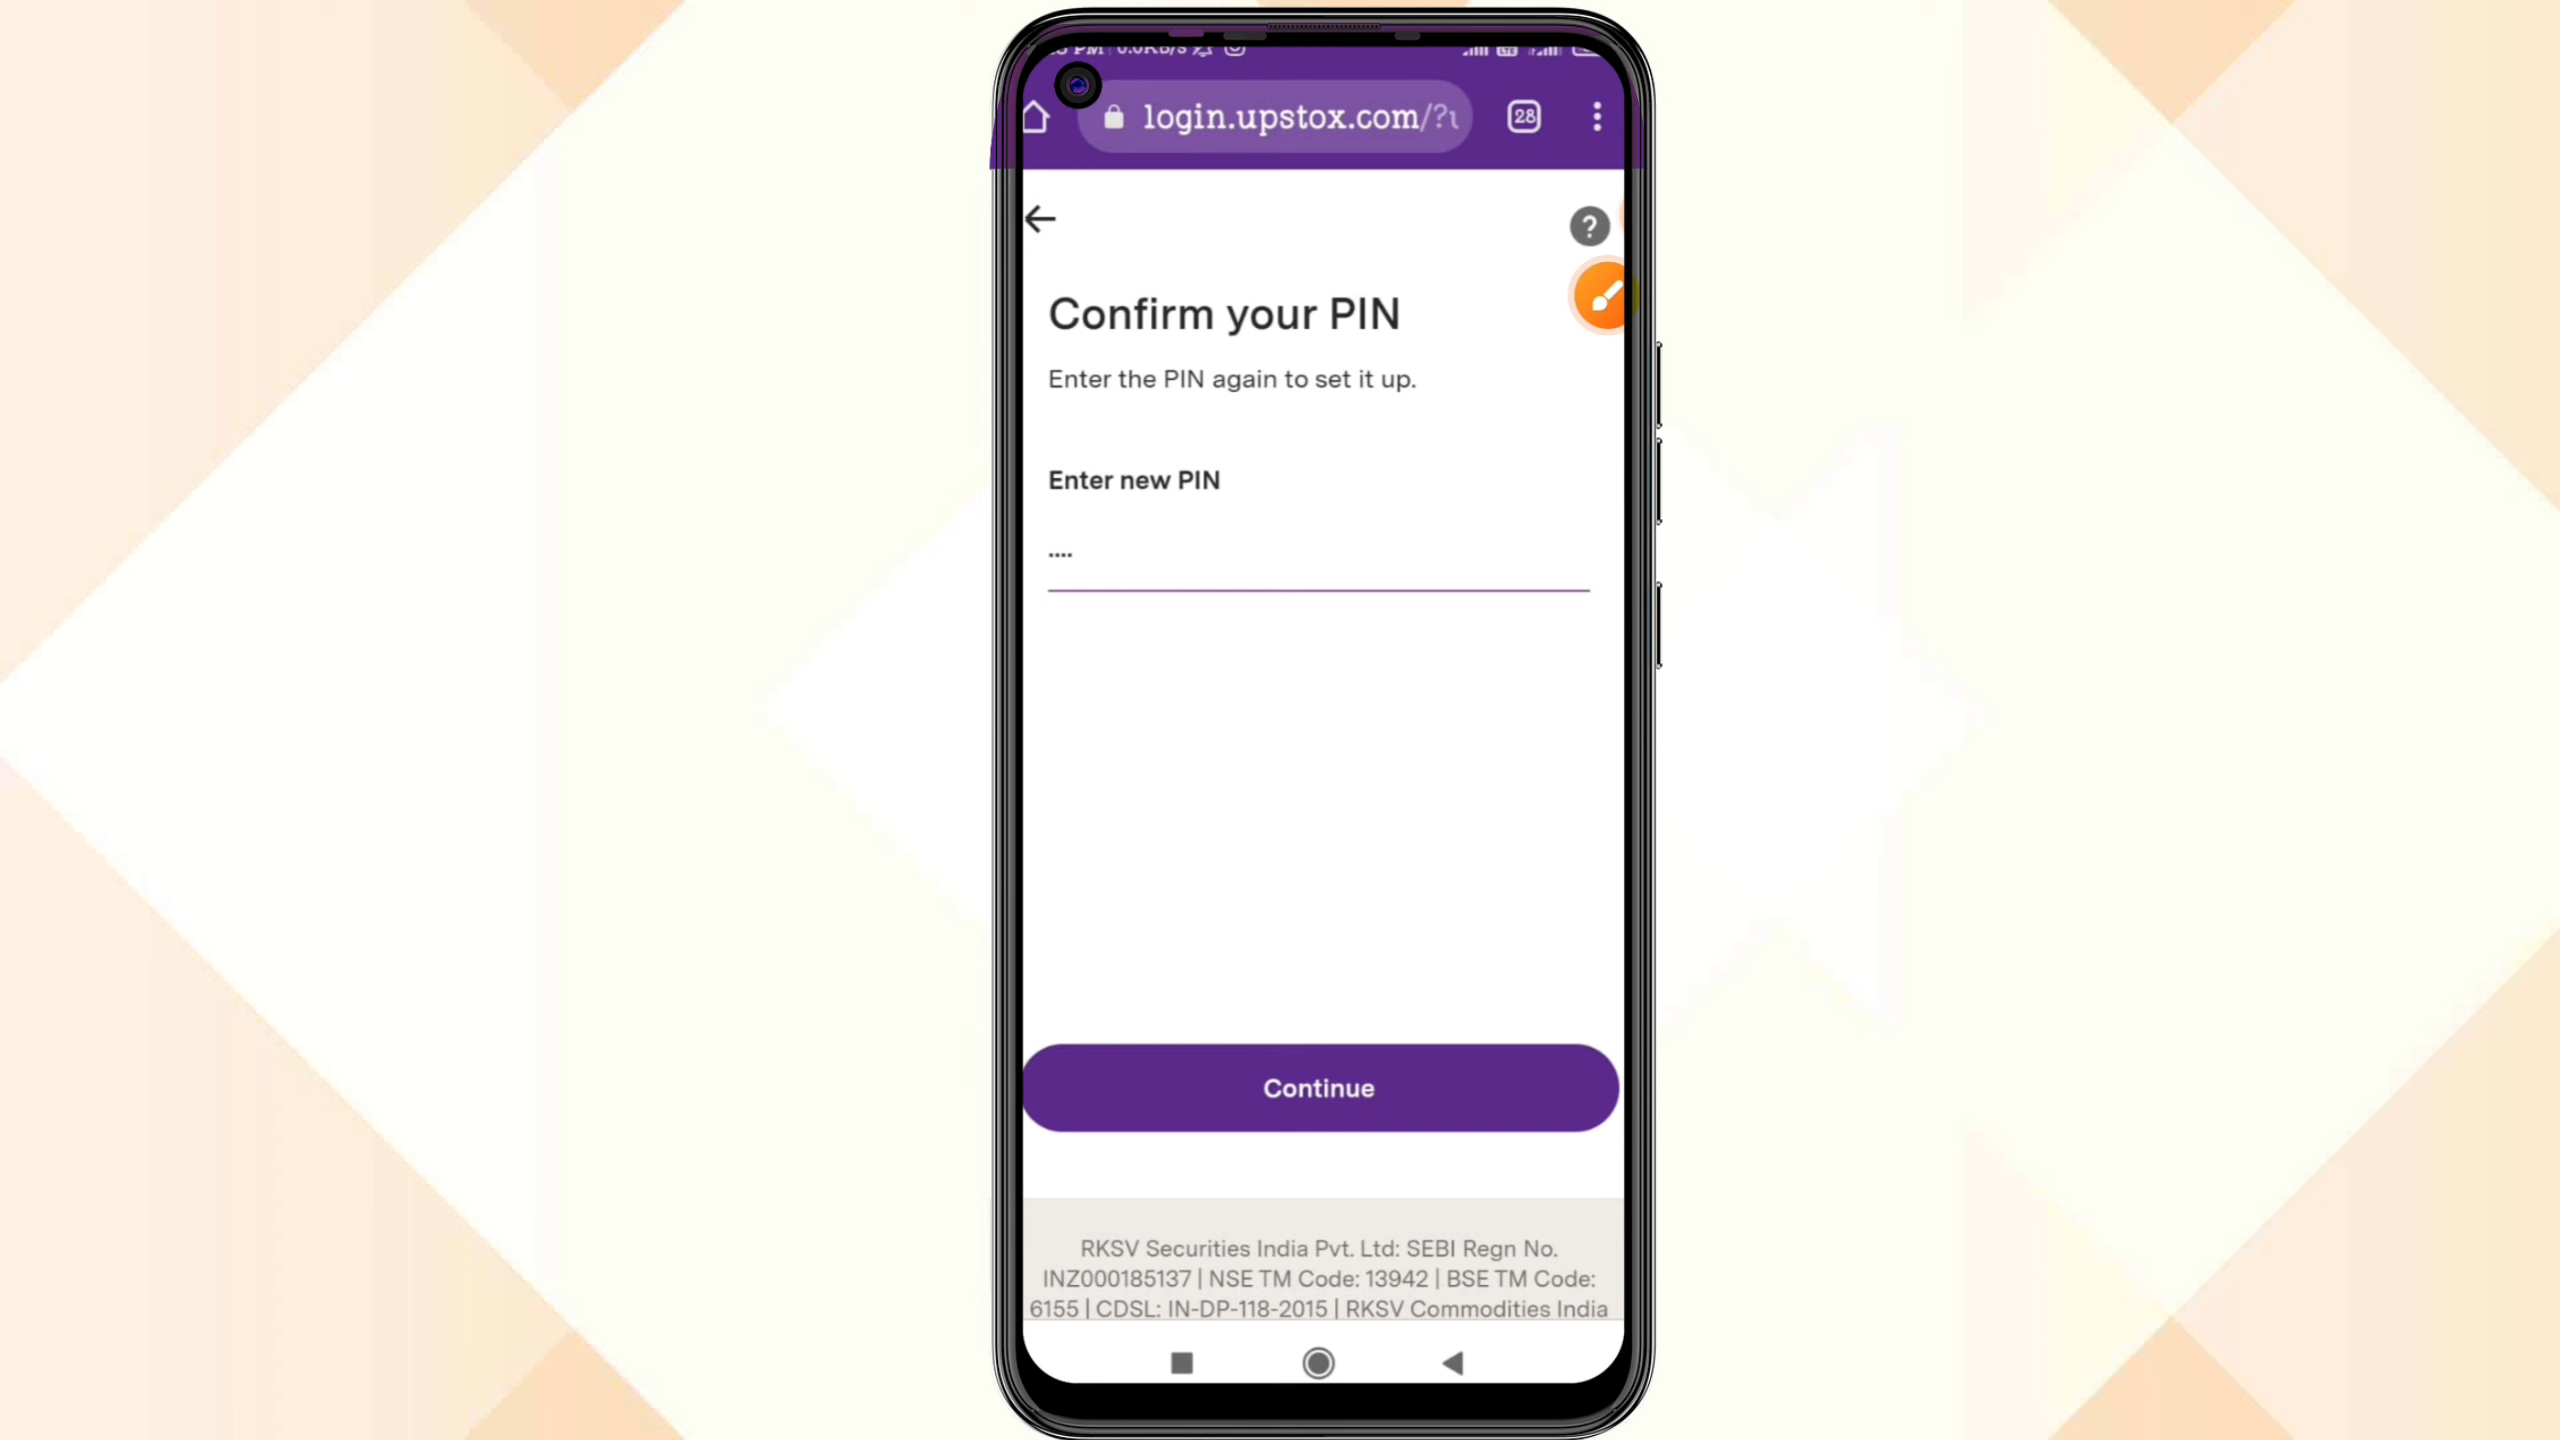 login.upstox.com/?
28
?
Confirm your PIN
Enter the PIN again to set it up.
Enter new PIN
....
Continue
RKSV Securities India Pvt. Ltd: SEBI Regn No.
INZ000185137 | NSE TM Code: 13942 | BSE TM Code:
6155 | CDSL: IN-DP-118-2015 | RKSV Commodities India